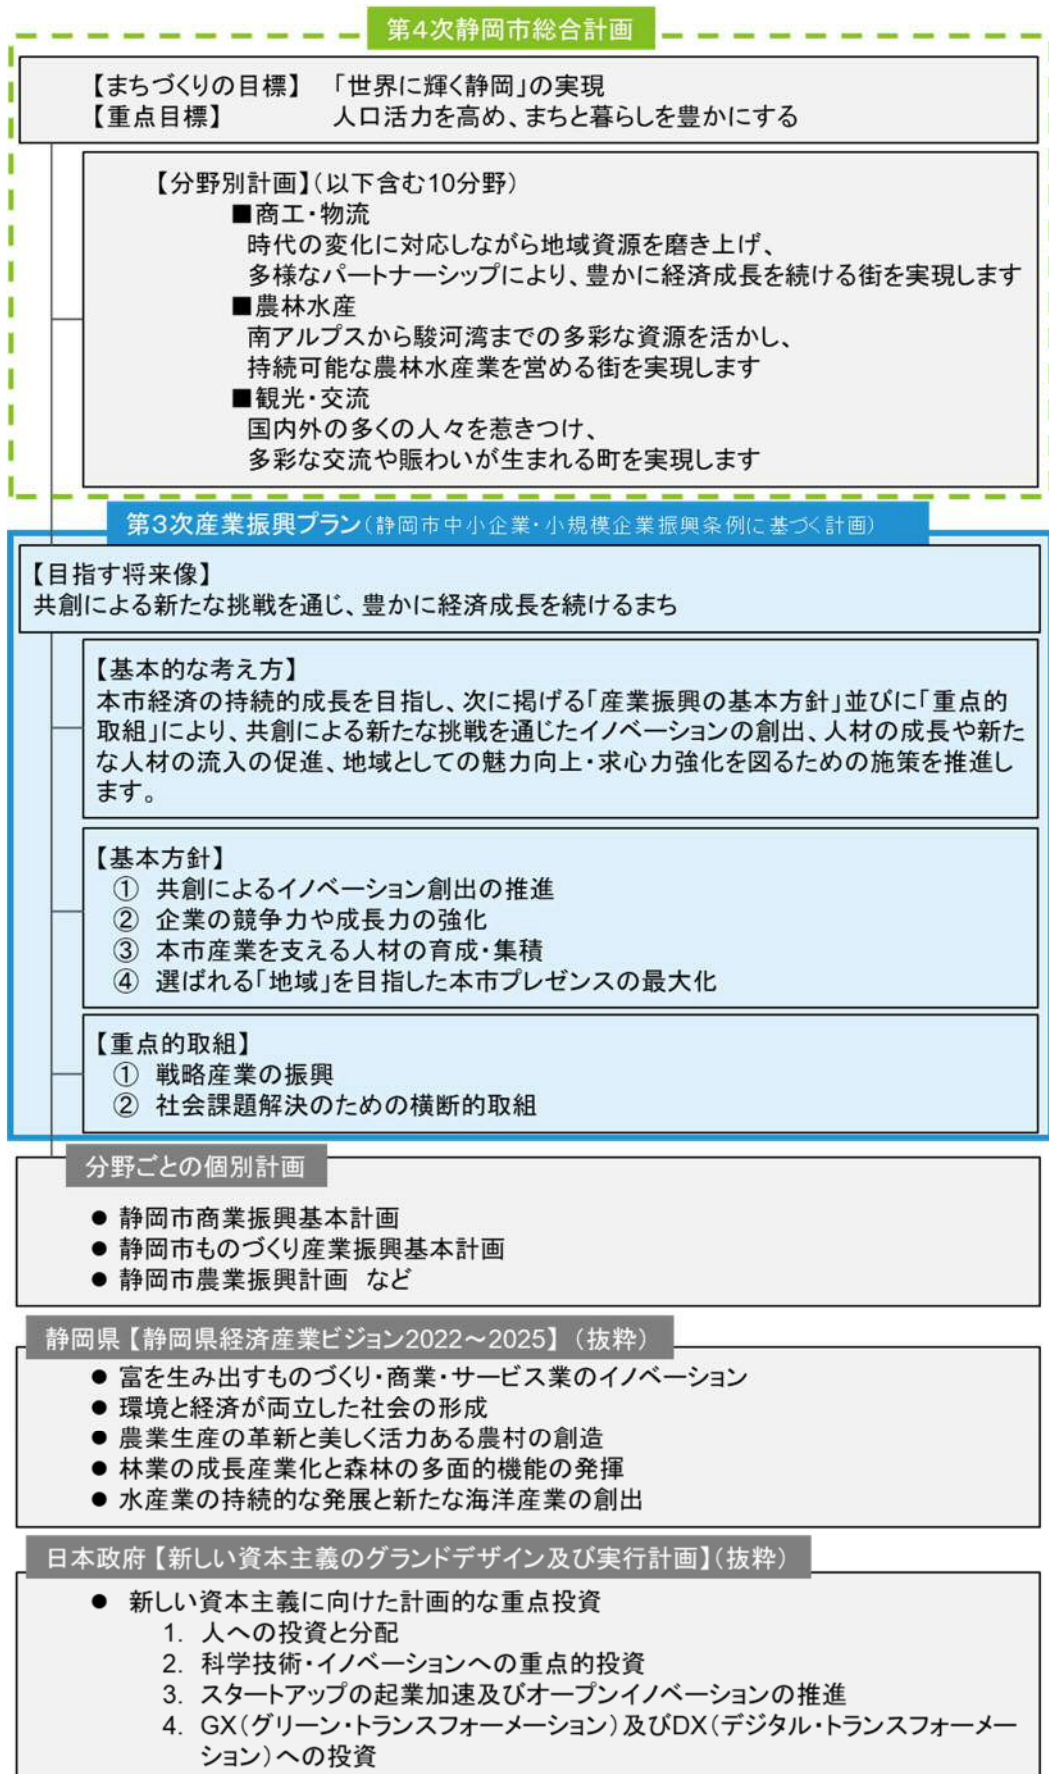 第4次静岡市総合計画
【まちづくりの目標】　「世界に輝く静岡」の実現
【重点目標】　　　　　人口活力を高め、まちと暮らしを豊かにする
【分野別計画】（以下含む10分野）
■商工・物流
時代の変化に対応しながら地域資源を磨き上げ、
多様なパートナーシップにより、豊かに経済成長を続ける街を実現します
■農林水産
南アルプスから駿河湾までの多彩な資源を活かし、
持続可能な農林水産業を営める街を実現します
■観光・交流
国内外の多くの人々を惹きつけ、
多彩な交流や賑わいが生まれる町を実現します
第3次産業振興プラン（静岡市中小企業・小規模企業振興条例に基づく計画）
【目指す将来像】
共創による新たな挑戦を通じ、豊かに経済成長を続けるまち
【基本的な考え方】
本市経済の持続的成長を目指し、次に掲げる「産業振興の基本方針」並びに「重点的
取組」により、共創による新たな挑戦を通じたイノベーションの創出、人材の成長や新た
な人材の流入の促進、地域としての魅力向上・求心力強化を図るための施策を推進し
ます。
【基本方針】
① 共創によるイノベーション創出の推進
② 企業の競争力や成長力の強化
③ 本市産業を支える人材の育成・集積
④ 選ばれる「地域」を目指した本市プレゼンスの最大化
【重点的取組】
① 戦略産業の振興
② 社会課題解決のための横断的取組
分野ごとの個別計画
● 静岡市商業振興基本計画
● 静岡市ものづくり産業振興基本計画
● 静岡市農業振興計画　など
静岡県【静岡県経済産業ビジョン2022～2025】（抜粋）
● 富を生み出すものづくり・商業・サービス業のイノベーション
● 環境と経済が両立した社会の形成
● 農業生産の革新と美しく活力ある農村の創造
● 林業の成長産業化と森林の多面的機能の発揮
● 水産業の持続的な発展と新たな海洋産業の創出
日本政府【新しい資本主義のグランドデザイン及び実行計画】（抜粋）
● 新しい資本主義に向けた計画的な重点投資
1. 人への投資と分配
2. 科学技術・イノベーションへの重点的投資
3. スタートアップの起業加速及びオープンイノベーションの推進
4. GX（グリーン・トランスフォーメーション）及びDX（デジタル・トランスフォーメー
ション）への投資